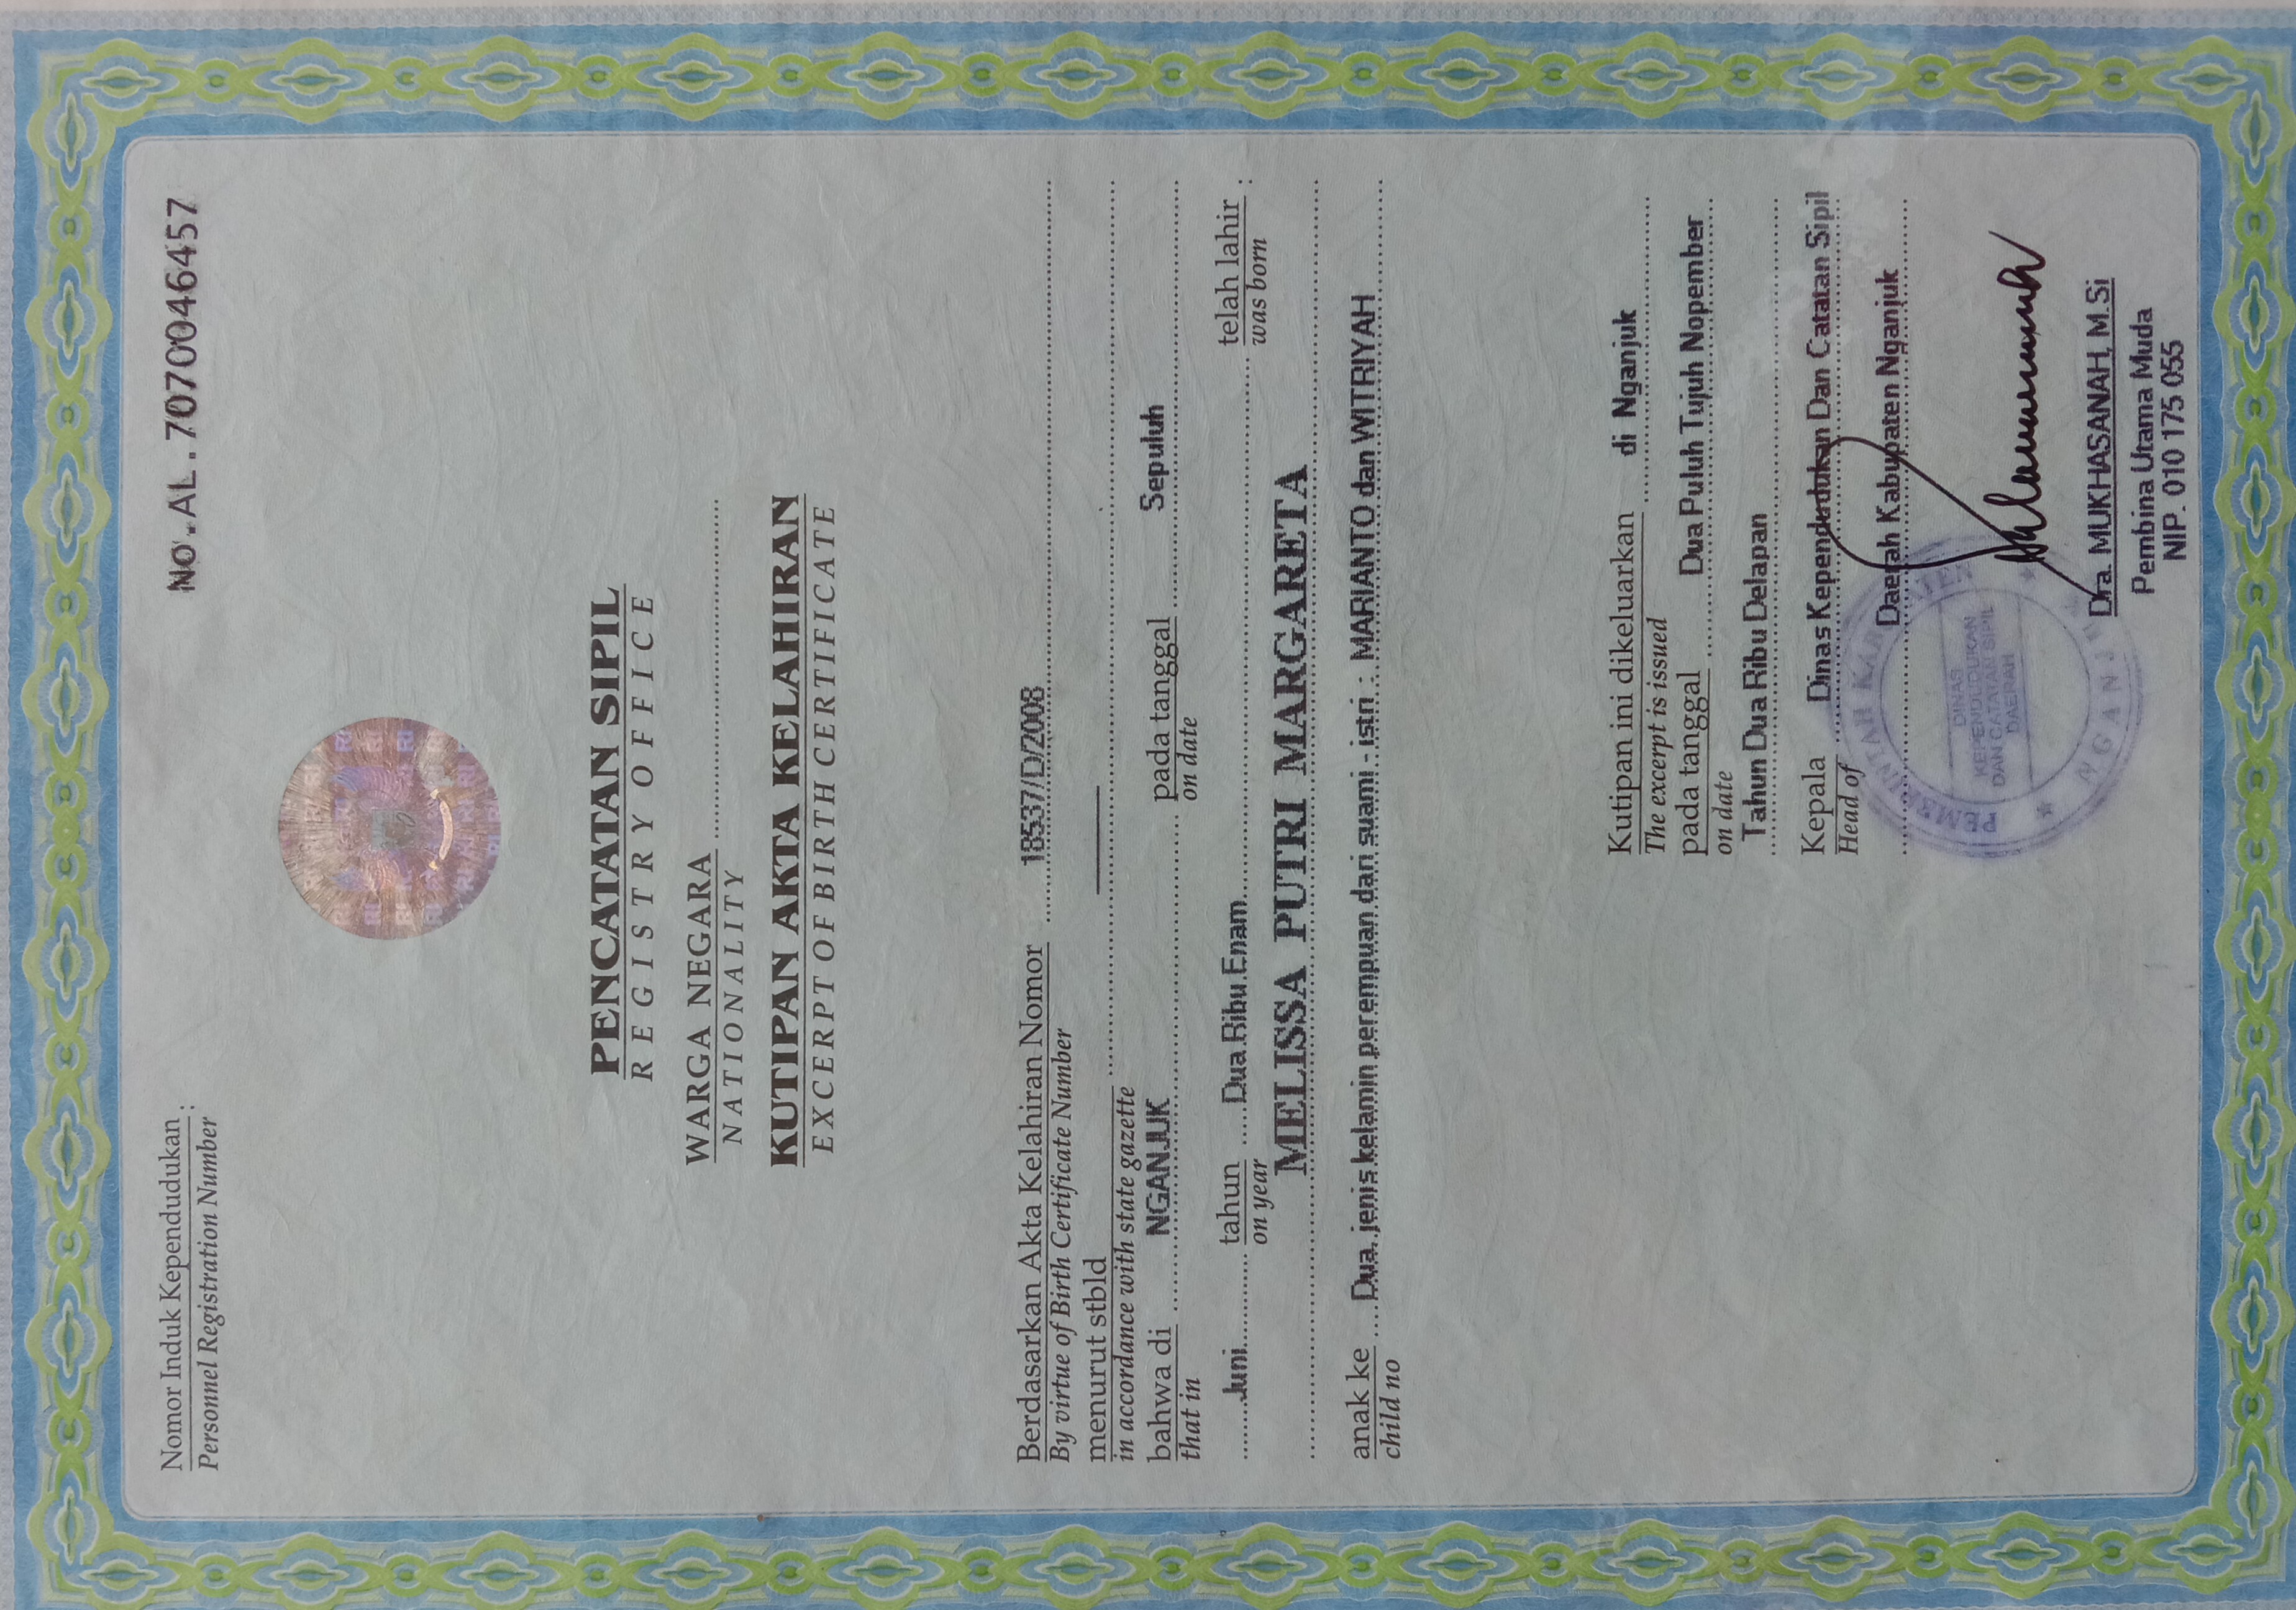 Nomor Induk Kependudukan :
Personnel Registration Number
No.AL.7070046457
PENCATATAN SIPIL
REGISTRY OFFICE
WARGA NEGARA
NATIONALITY
KUTIPAN AKTA KELAHIRAN
EXCERPT OF BIRTH CERTIFICATE
Berdasarkan Akta Kelahiran Nomor 18537/D/2008
By virtue of Birth Certificate Number
menurut stbld
in accordance with state gazette
bahwa di NGANJUK pada tanggal Sepuluh
that in on date
Juni tahun Dua Ribu Enam telah lahir :
on year was born
MELISSA PUTRI MARGARETA
anak ke Dua, jenis kelamin perempuan dari suami - istri : MARIANTO dan WITRIYAH
child no
Kutipan ini dikeluarkan di Nganjuk
The excerpt is issued
pada tanggal Dua Puluh Tujuh Nopember
on date
Tahun Dua Ribu Delapan
Kepala Dinas Kependudukan Dan Catatan Sipil
Head of
Daerah Kabupaten Nganjuk
PEMERINTAH KABUPATEN
DINAS
KEPENDUDUKAN
DAN CATATAN SIPIL
DAERAH
NGANJUK
Dra. MUKHASANAH, M.Si
Pembina Utama Muda
NIP. 010 175 055